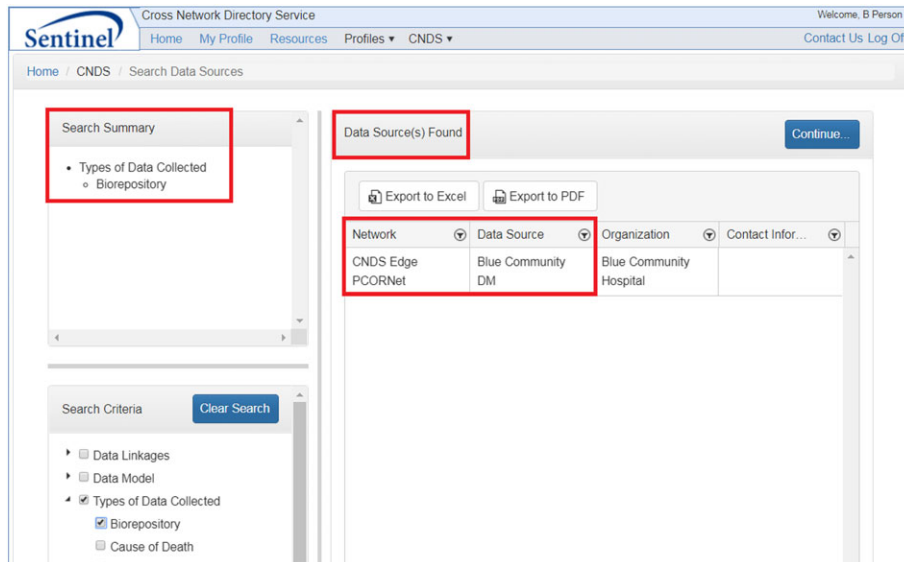 Cross Network Directory Service
Welcome, B Person
Sentinel
Home My Profile Resources Profiles CNDS
Contact Us Log Of
Home / CNDS / Search Data Sources
Search Summary
Types of Data Collected
Biorepository
Data Source(s) Found
Continue...
Export to Excel
Export to PDF
Network Data Source Organization Contact Infor...
CNDS Edge Blue Community Blue Community
PCORNet DM Hospital
Search Criteria
Clear Search
Data Linkages
Data Model
Types of Data Collected
Biorepository
Cause of Death